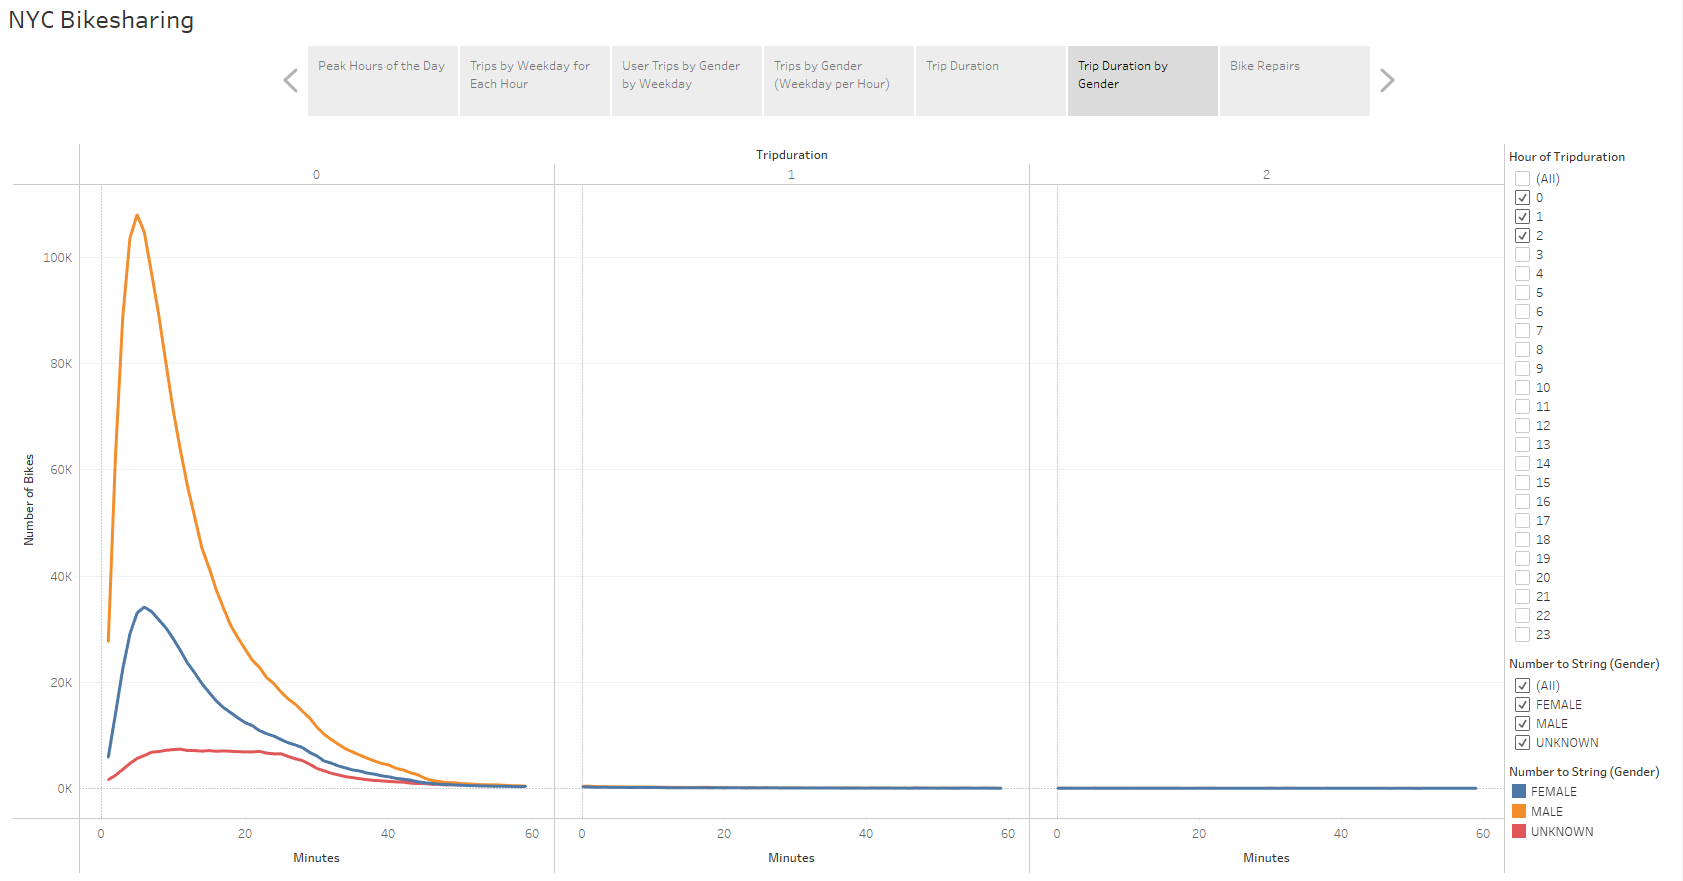 NYC Bikesharing
Peak Hours of the Day
Trips by Weekday for
Each Hour
User Trips by Gender
by Weekday
Trips by Gender
(Weekday per Hour)
Trip Duration
Trip Duration by
Gender
Bike Repairs
Tripduration
0
1
2
Number of Bikes
100K
80K
60K
40K
20K
0K
0
20
40
60
0
20
40
60
0
20
40
60
Minutes
Minutes
Minutes
Hour of Tripduration
(All)
0
1
2
3
4
5
6
7
8
9
10
11
12
13
14
15
16
17
18
19
20
21
22
23
Number to String (Gender)
(All)
FEMALE
MALE
UNKNOWN
Number to String (Gender)
FEMALE
MALE
UNKNOWN